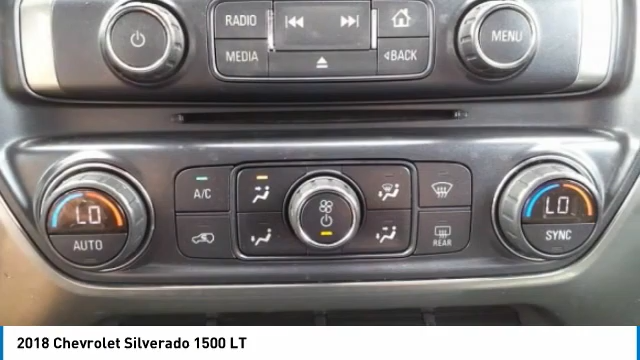 RADIO
MEDIA
BACK
MENU
LO
AUTO
A/C
REAR
LO
SYNC
2018 Chevrolet Silverado 1500 LT